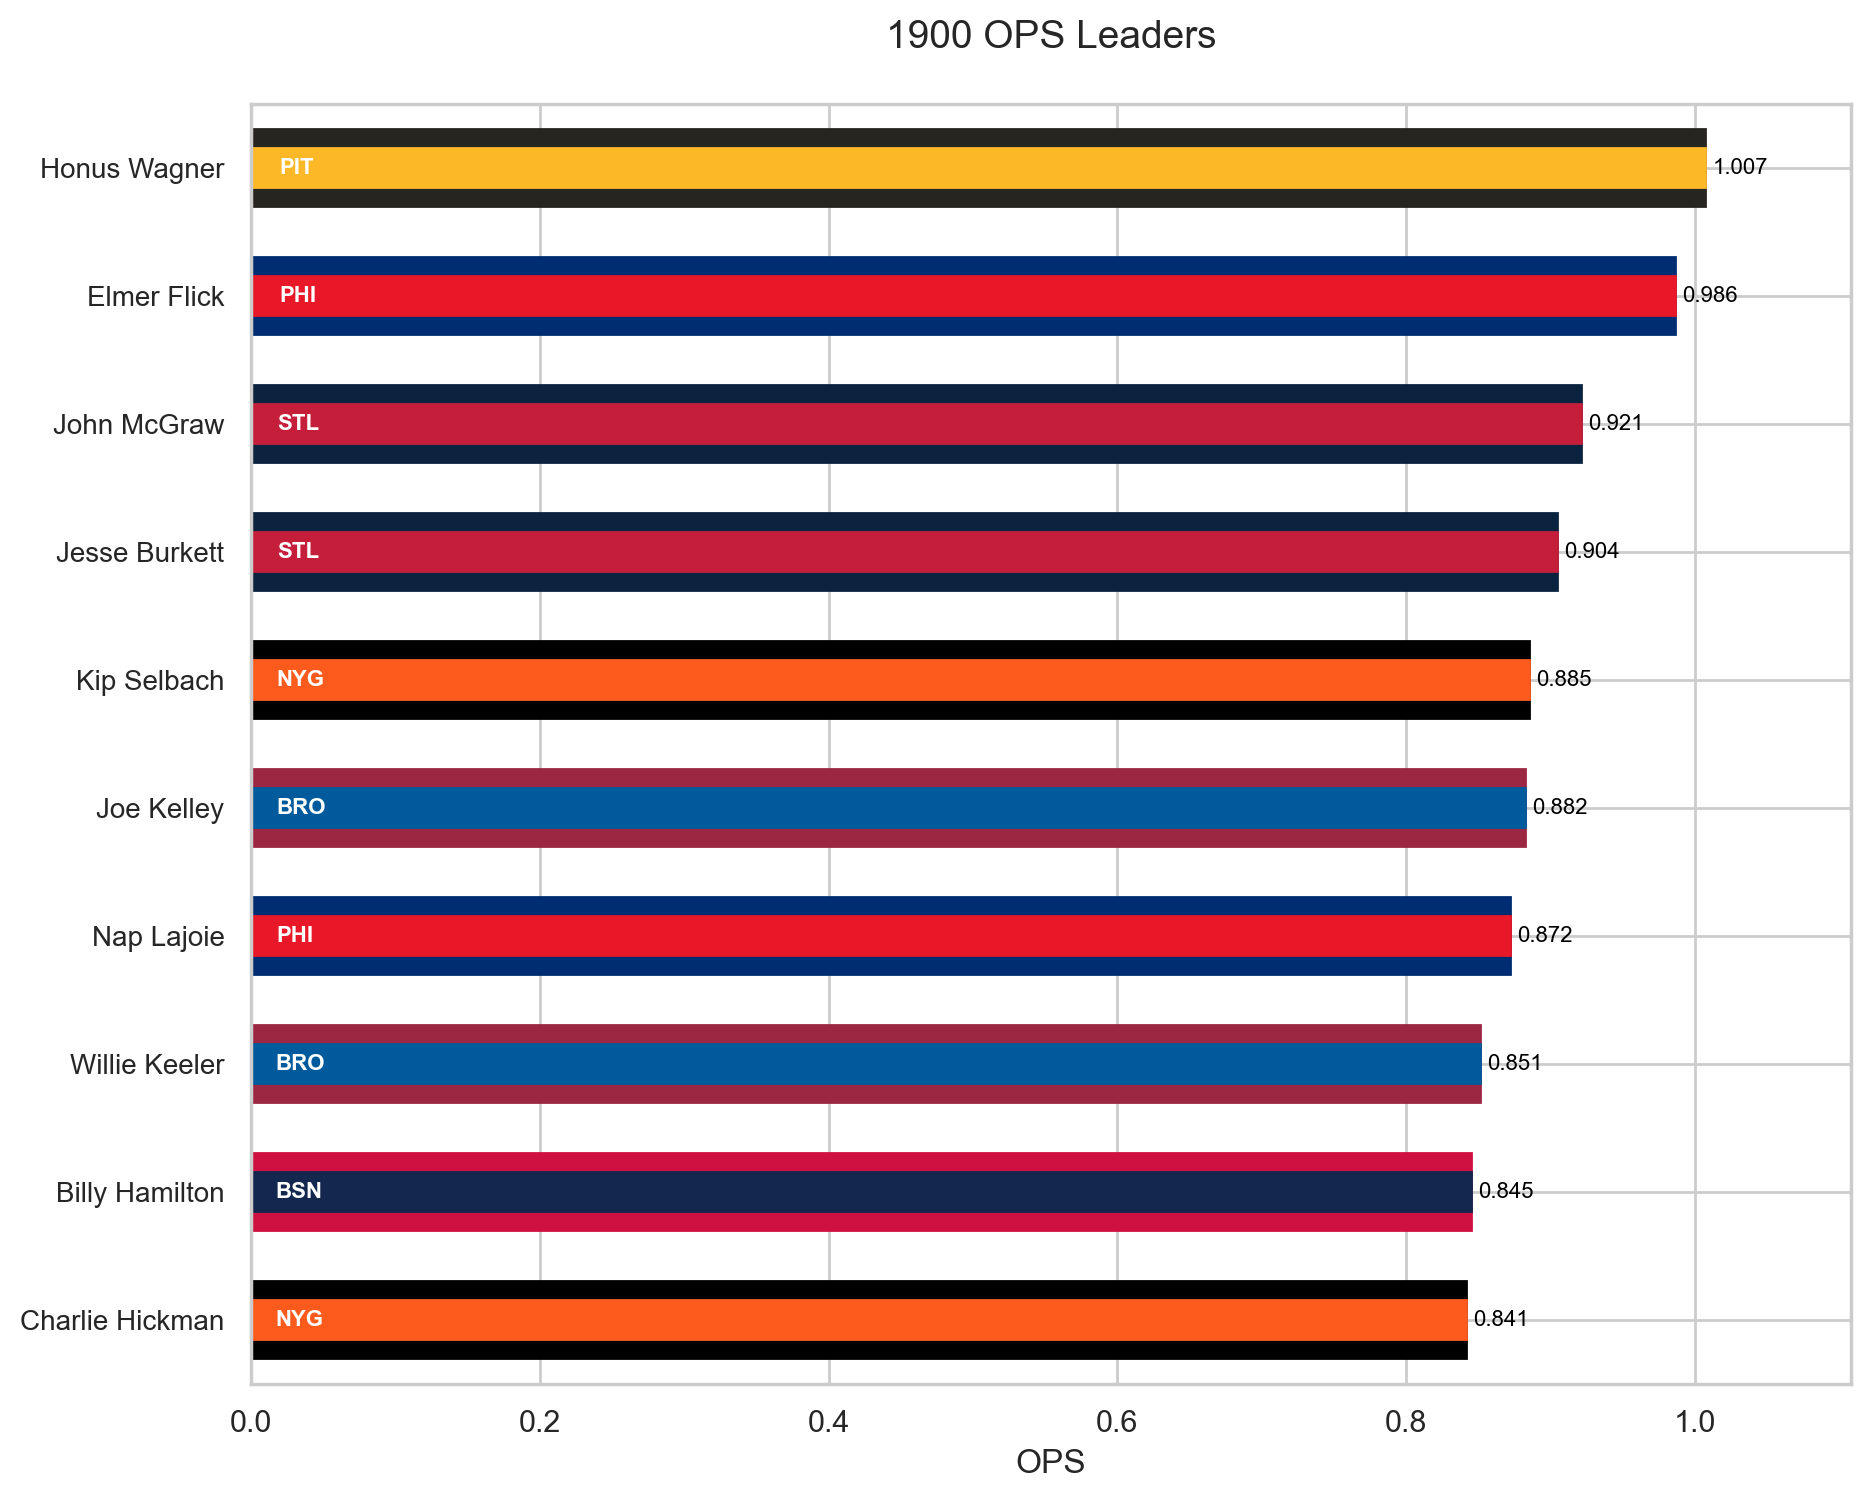 1900 OPS Leaders
Honus Wagner PIT 1.007
Elmer Flick PHI 0.986
John McGraw STL 0.921
Jesse Burkett STL 0.904
Kip Selbach NYG 0.885
Joe Kelley BRO 0.882
Nap Lajoie PHI 0.872
Willie Keeler BRO 0.851
Billy Hamilton BSN 0.845
Charlie Hickman NYG 0.841
0.0 0.2 0.4 0.6 0.8 1.0
OPS